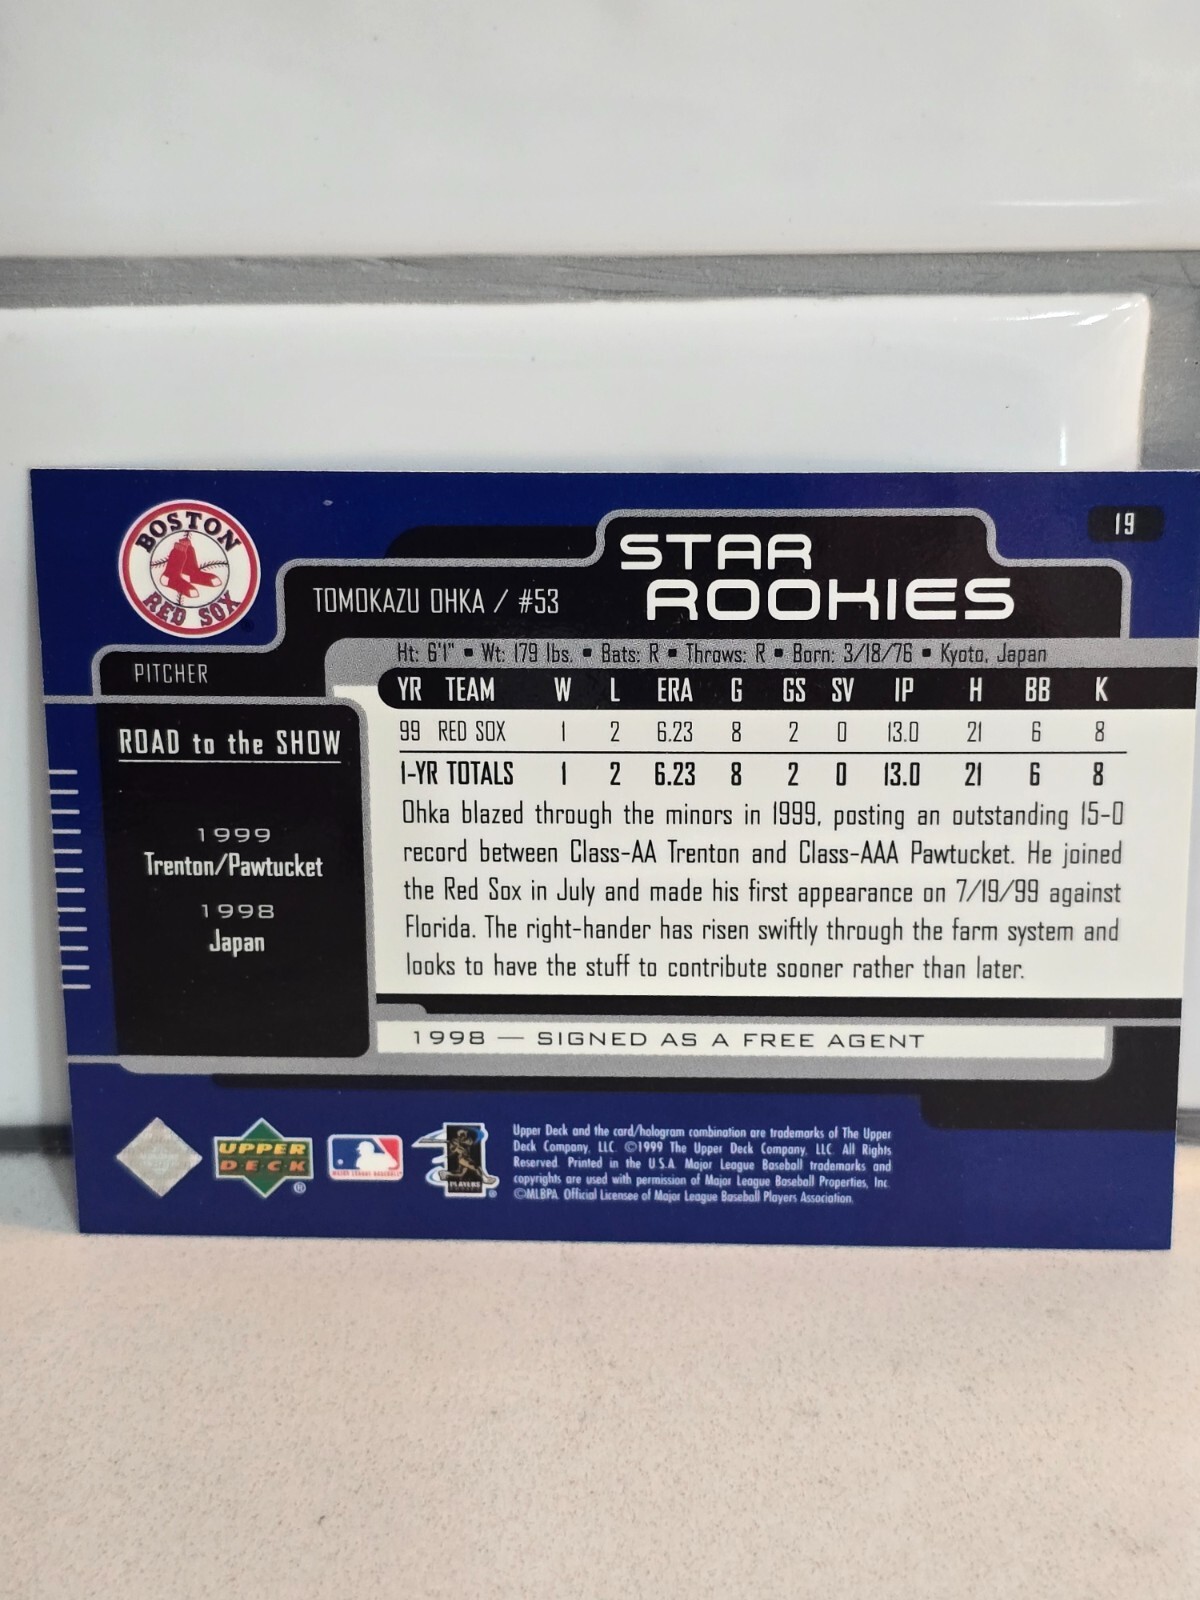 BOSTON
RED SOX
19
STAR
ROOKIES
TOMOKAZU OHKA / #53
PITCHER
Ht: 6'1" ▪ Wt: 179 lbs. ▪ Bats: R ▪ Throws: R ▪ Born: 3/18/76 ▪ Kyoto, Japan
YR TEAM W L ERA G GS SV IP H BB K
99 RED SOX 1 2 6.23 8 2 0 13.0 21 6 8
1-YR TOTALS 1 2 6.23 8 2 0 13.0 21 6 8
ROAD to the SHOW
1999
Trenton/Pawtucket
1998
Japan
Ohka blazed through the minors in 1999, posting an outstanding 15-0
record between Class-AA Trenton and Class-AAA Pawtucket. He joined
the Red Sox in July and made his first appearance on 7/19/99 against
Florida. The right-hander has risen swiftly through the farm system and
looks to have the stuff to contribute sooner rather than later.
1998 — SIGNED AS A FREE AGENT
UPPER
DECK
®
MAJOR LEAGUE BASEBALL
PLAYERS
Upper Deck and the card/hologram combination are trademarks of The Upper
Deck Company, LLC. ©1999 The Upper Deck Company, LLC. All Rights
Reserved. Printed in the U.S.A. Major League Baseball trademarks and
copyrights are used with permission of Major League Baseball Properties, Inc.
©MLBPA Official Licensee of Major League Baseball Players Association.